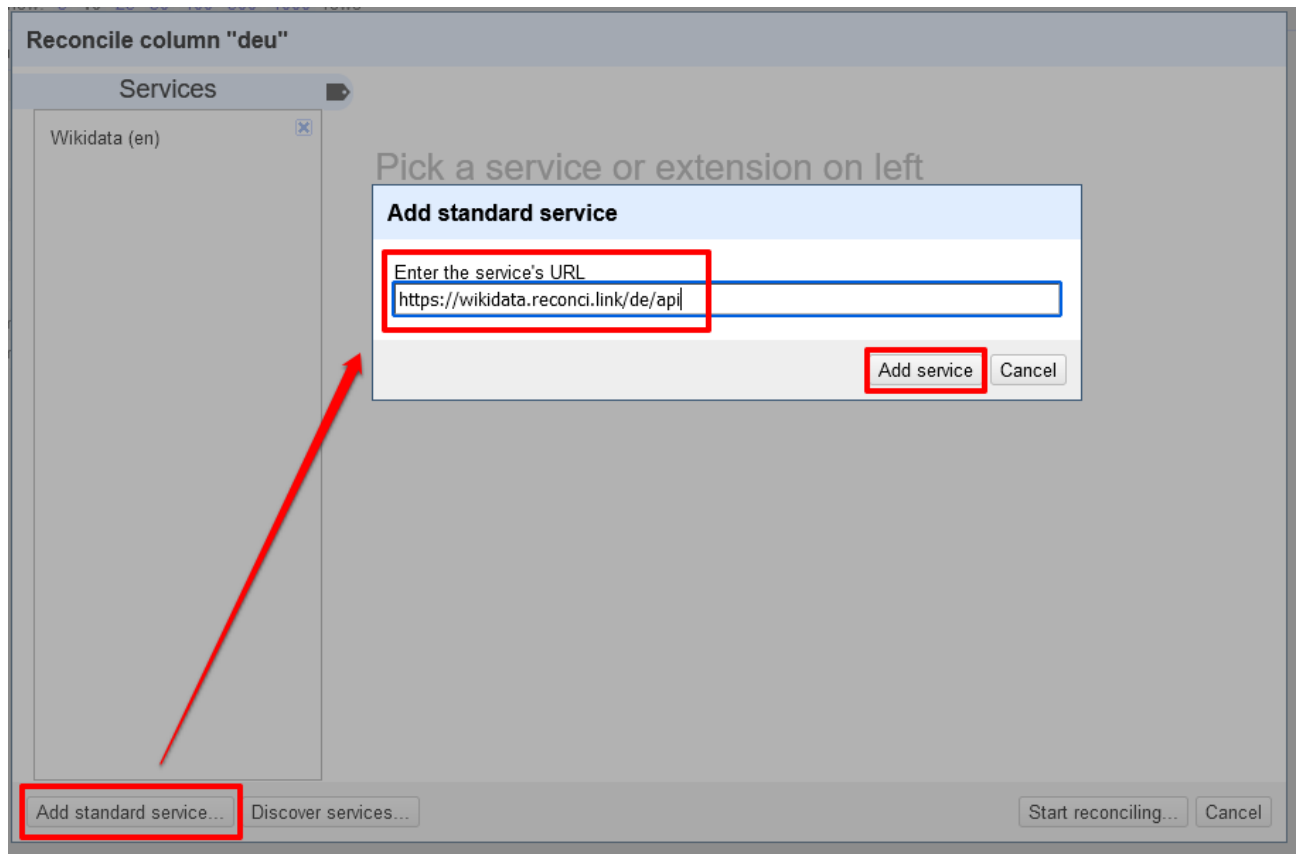 Reconcile column "deu"
Services
Wikidata (en)
Pick a service or extension on left
Add standard service
Enter the service's URL
https://wikidata.reconci.link/de/api
Add service Cancel
Add standard service... Discover services... Start reconciling... Cancel